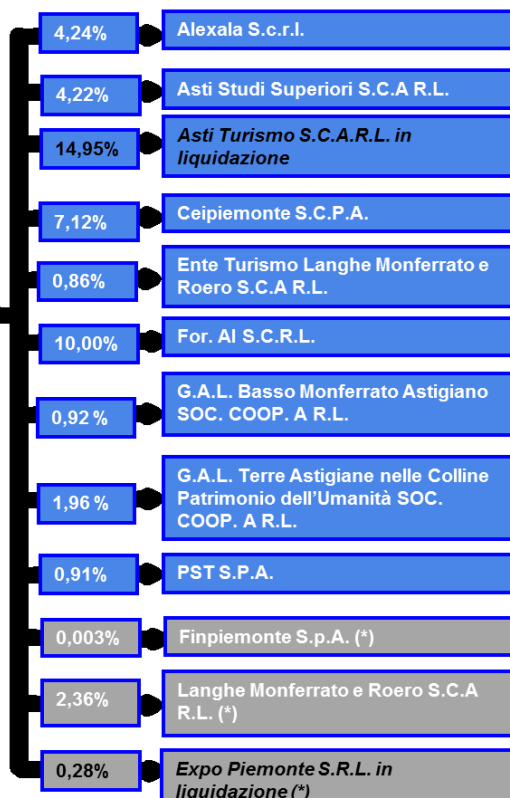 4,24%
Alexala S.c.r.l.
4,22%
Asti Studi Superiori S.C.A R.L.
14,95%
Asti Turismo S.C.A.R.L. in
liquidazione
7,12%
Ceipiemonte S.C.P.A.
0,86%
Ente Turismo Langhe Monferrato e
Roero S.C.A R.L.
10,00%
For. Al S.C.R.L.
0,92 %
G.A.L. Basso Monferrato Astigiano
SOC. COOP. A R.L.
1,96 %
G.A.L. Terre Astigiane nelle Colline
Patrimonio dell’Umanità SOC.
COOP. A R.L.
0,91%
PST S.P.A.
0,003%
Finpiemonte S.p.A. (*)
2,36%
Langhe Monferrato e Roero S.C.A
R.L. (*)
0,28%
Expo Piemonte S.R.L. in
liquidazione (*)